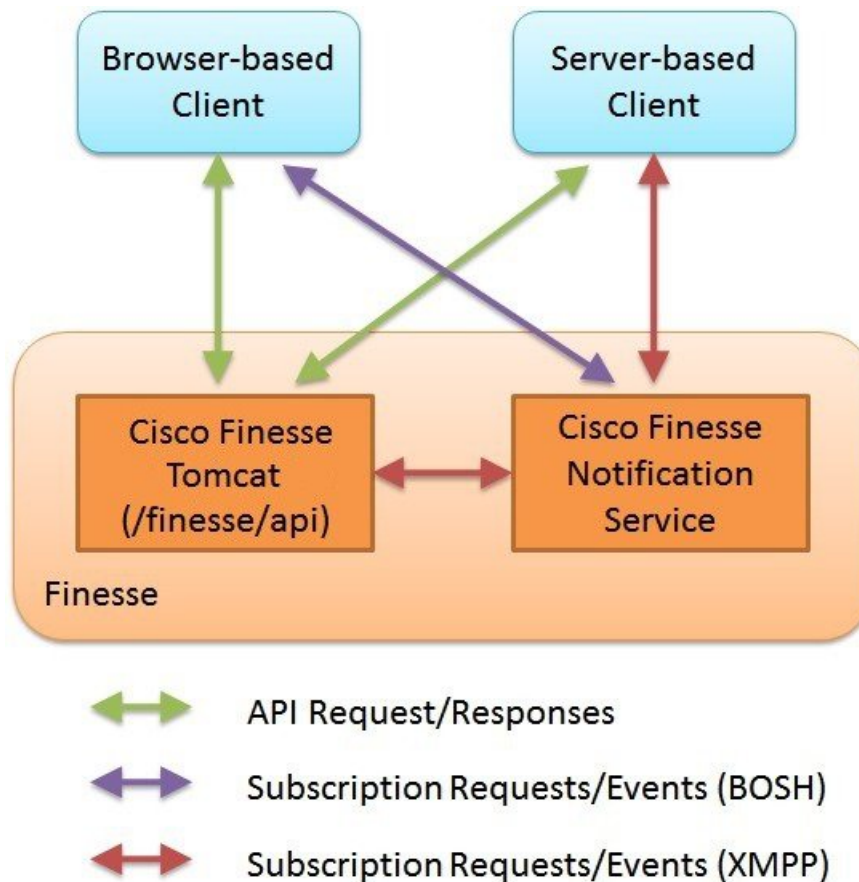 Browser-based
Client
Server-based
Client
Cisco Finesse
Tomcat
(/finesse/api)
Cisco Finesse
Notification
Service
Finesse
API Request/Responses
Subscription Requests/Events (BOSH)
Subscription Requests/Events (XMPP)